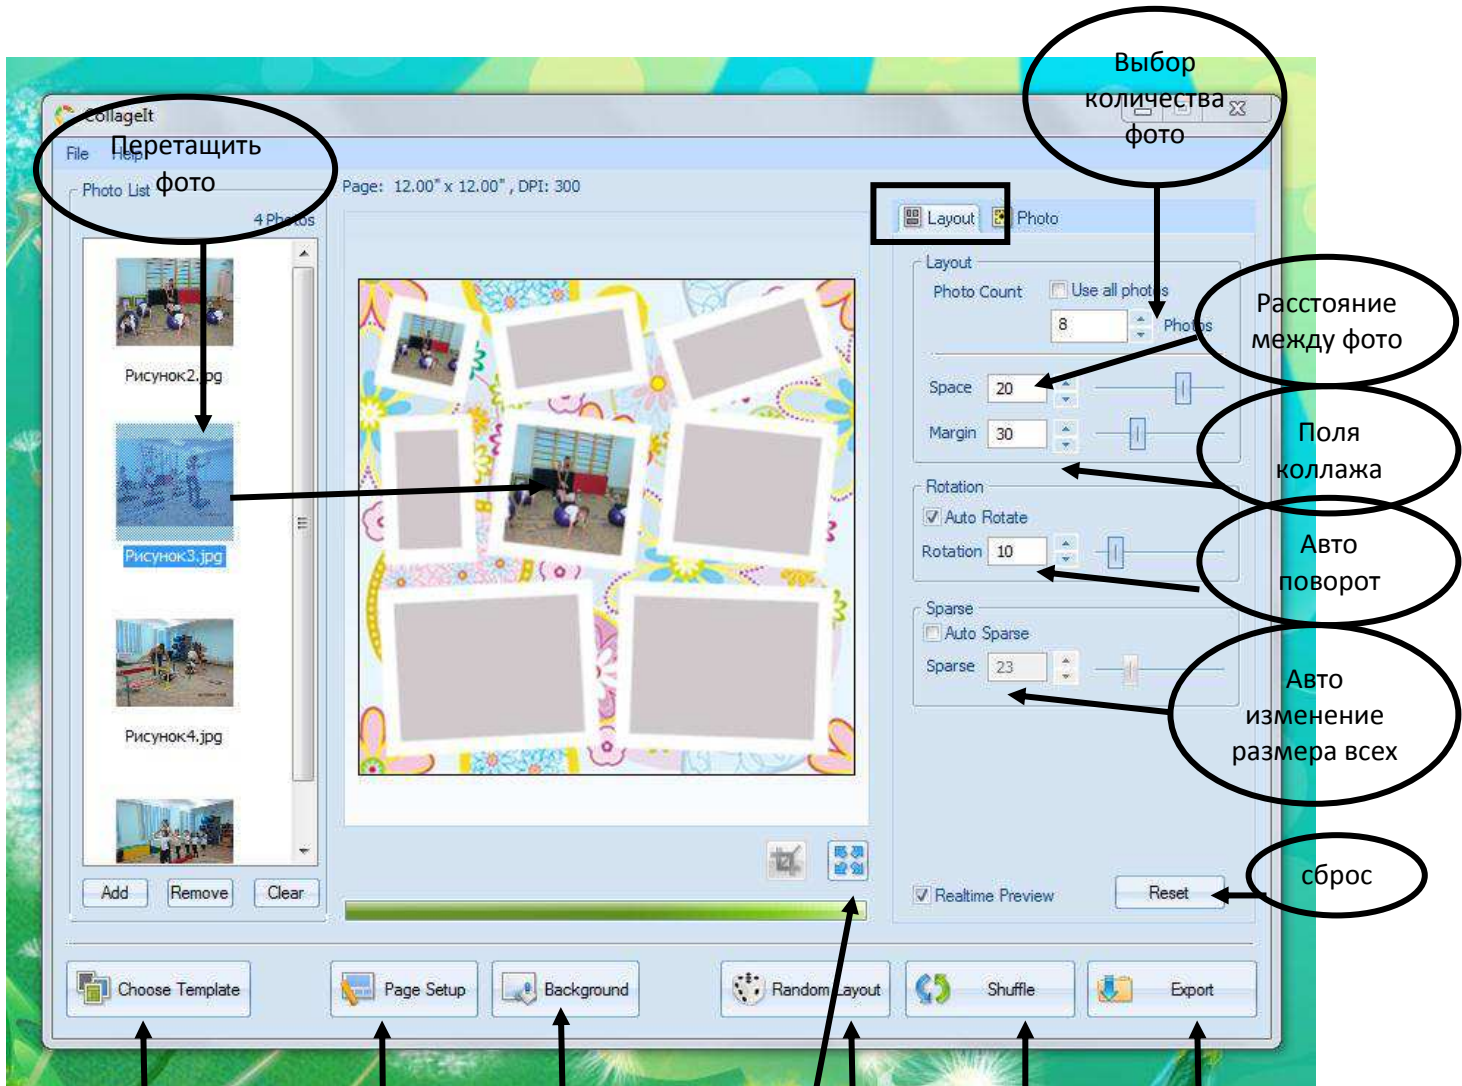 Выбор
количества
фото
CollageIt
File Help
Перетащить
фото
Photo List
4 Photos
Page: 12.00" x 12.00" , DPI: 300
Layout
Photo
Layout
Photo Count
Use all photos
8
Photos
Расстояние
между фото
Space 20
Margin 30
Поля
коллажа
Rotation
Auto Rotate
Rotation 10
Авто
поворот
Sparse
Auto Sparse
Sparse 23
Авто
изменение
размера всех
Рисунок2.jpg
Рисунок3.jpg
Рисунок4.jpg
Add
Remove
Clear
Realtime Preview
Reset
сброс
Choose Template
Page Setup
Background
Random Layout
Shuffle
Export